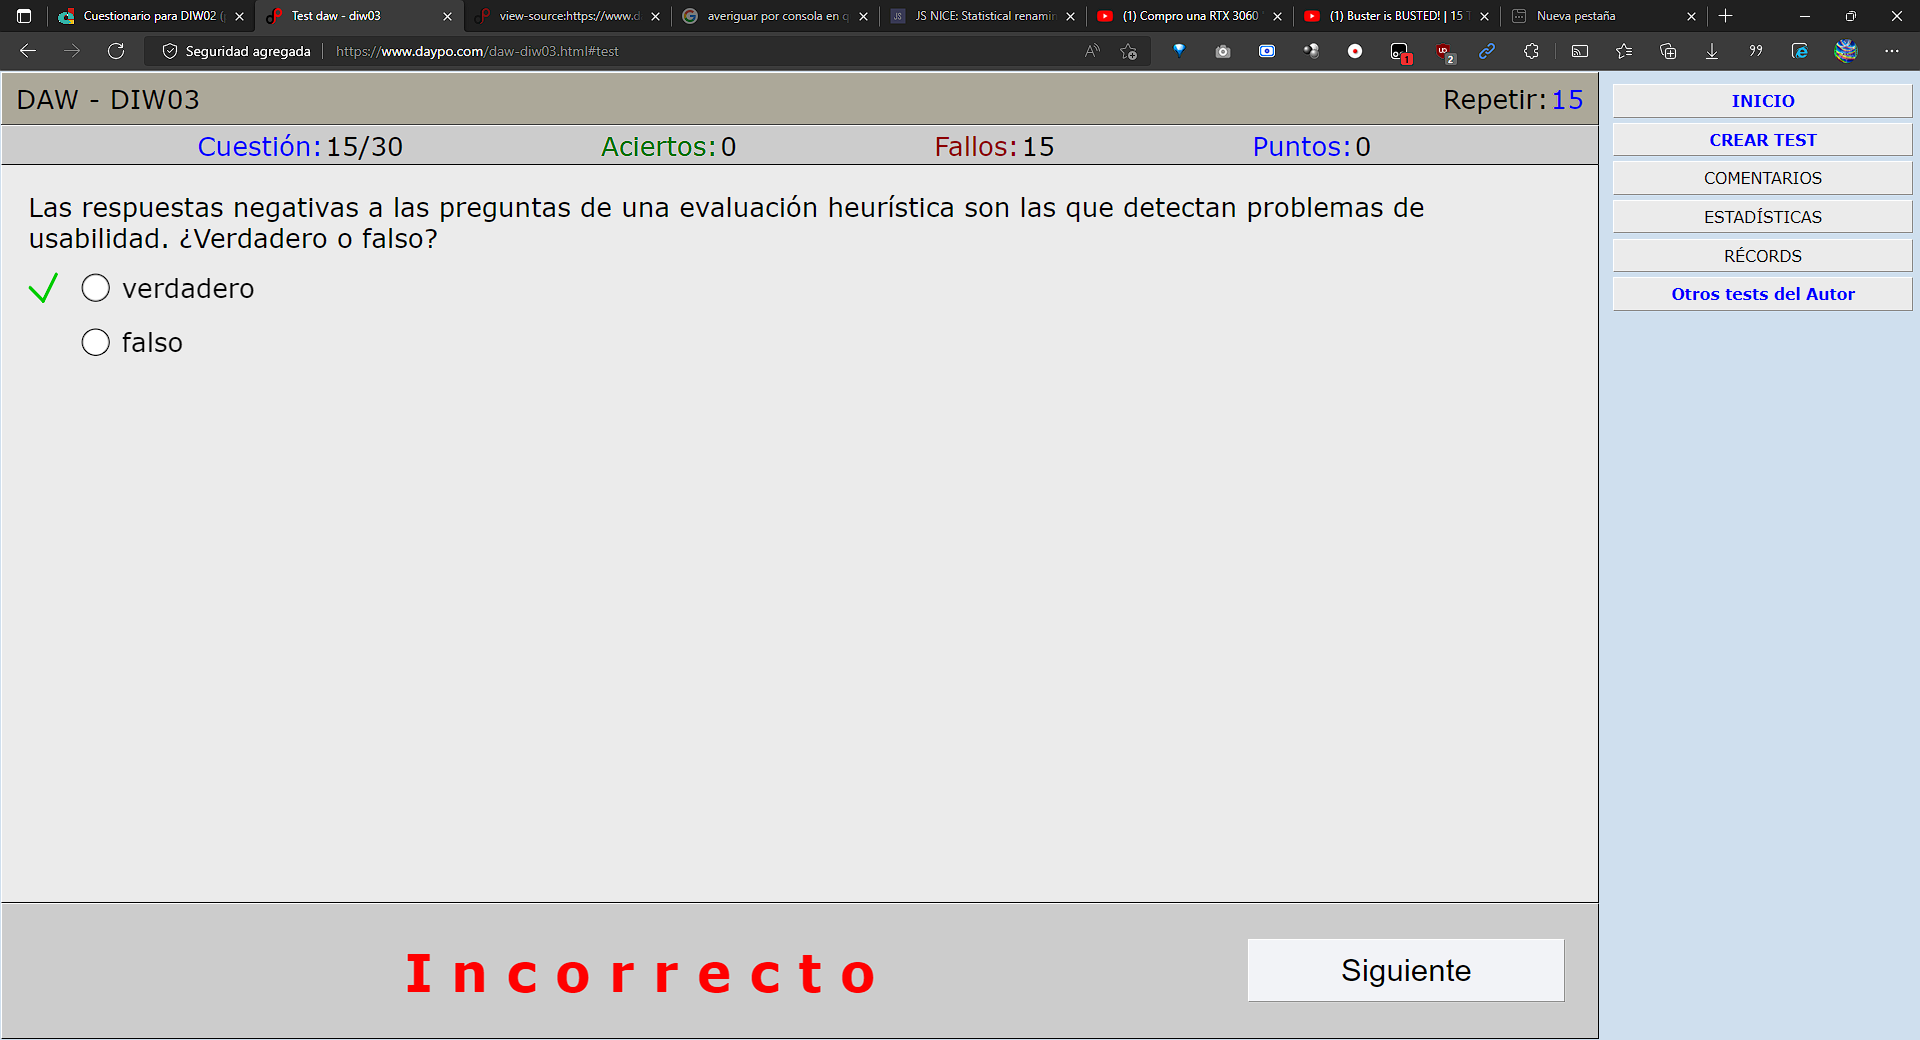 Cuestionario para DIW02 (
Test daw - diw03
view-source:https://www.d
averiguar por consola en q
JS NICE: Statistical renamin
(1) Compro una RTX 3060
(1) Buster is BUSTED! | 15 T
Nueva pestaña
Seguridad agregada
https://www.daypo.com/daw-diw03.html#test
1
2
DAW - DIW03
Repetir: 15
Cuestión: 15/30
Aciertos: 0
Fallos: 15
Puntos: 0
Las respuestas negativas a las preguntas de una evaluación heurística son las que detectan problemas de
usabilidad. ¿Verdadero o falso?
verdadero
falso
Incorrecto
Siguiente
INICIO
CREAR TEST
COMENTARIOS
ESTADÍSTICAS
RÉCORDS
Otros tests del Autor